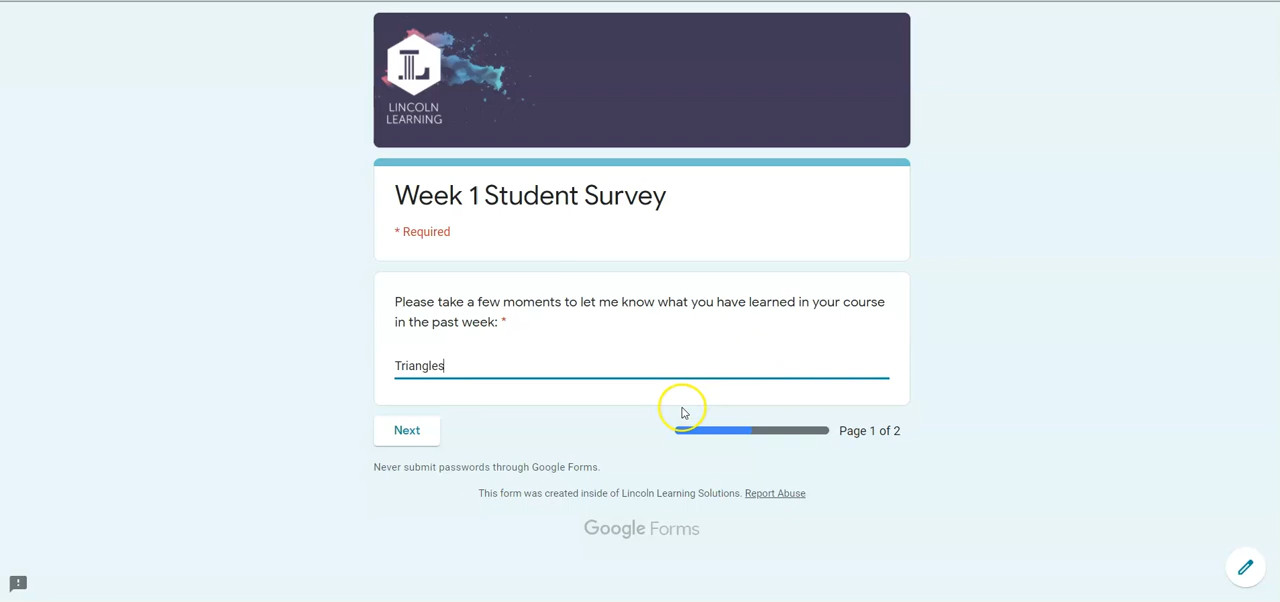 LINCOLN
LEARNING
Week 1 Student Survey
* Required
Please take a few moments to let me know what you have learned in your course
in the past week: *
Triangles
Next
Page 1 of 2
Never submit passwords through Google Forms.
This form was created inside of Lincoln Learning Solutions. Report Abuse
Google Forms